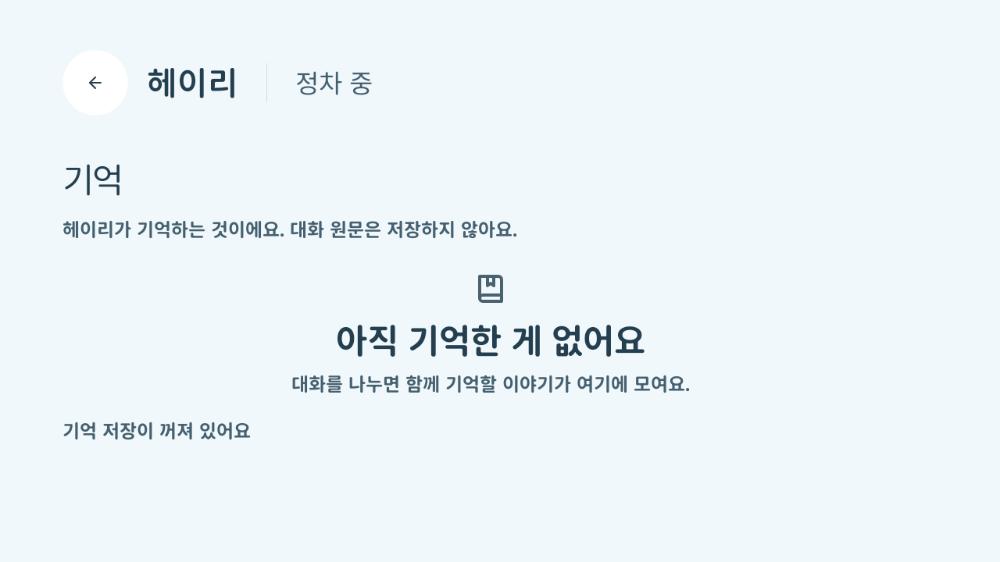 헤이리
정차 중
기억
헤이리가 기억하는 것이에요. 대화 원문은 저장하지 않아요.
아직 기억한 게 없어요
대화를 나누면 함께 기억할 이야기가 여기에 모여요.
기억 저장이 꺼져 있어요